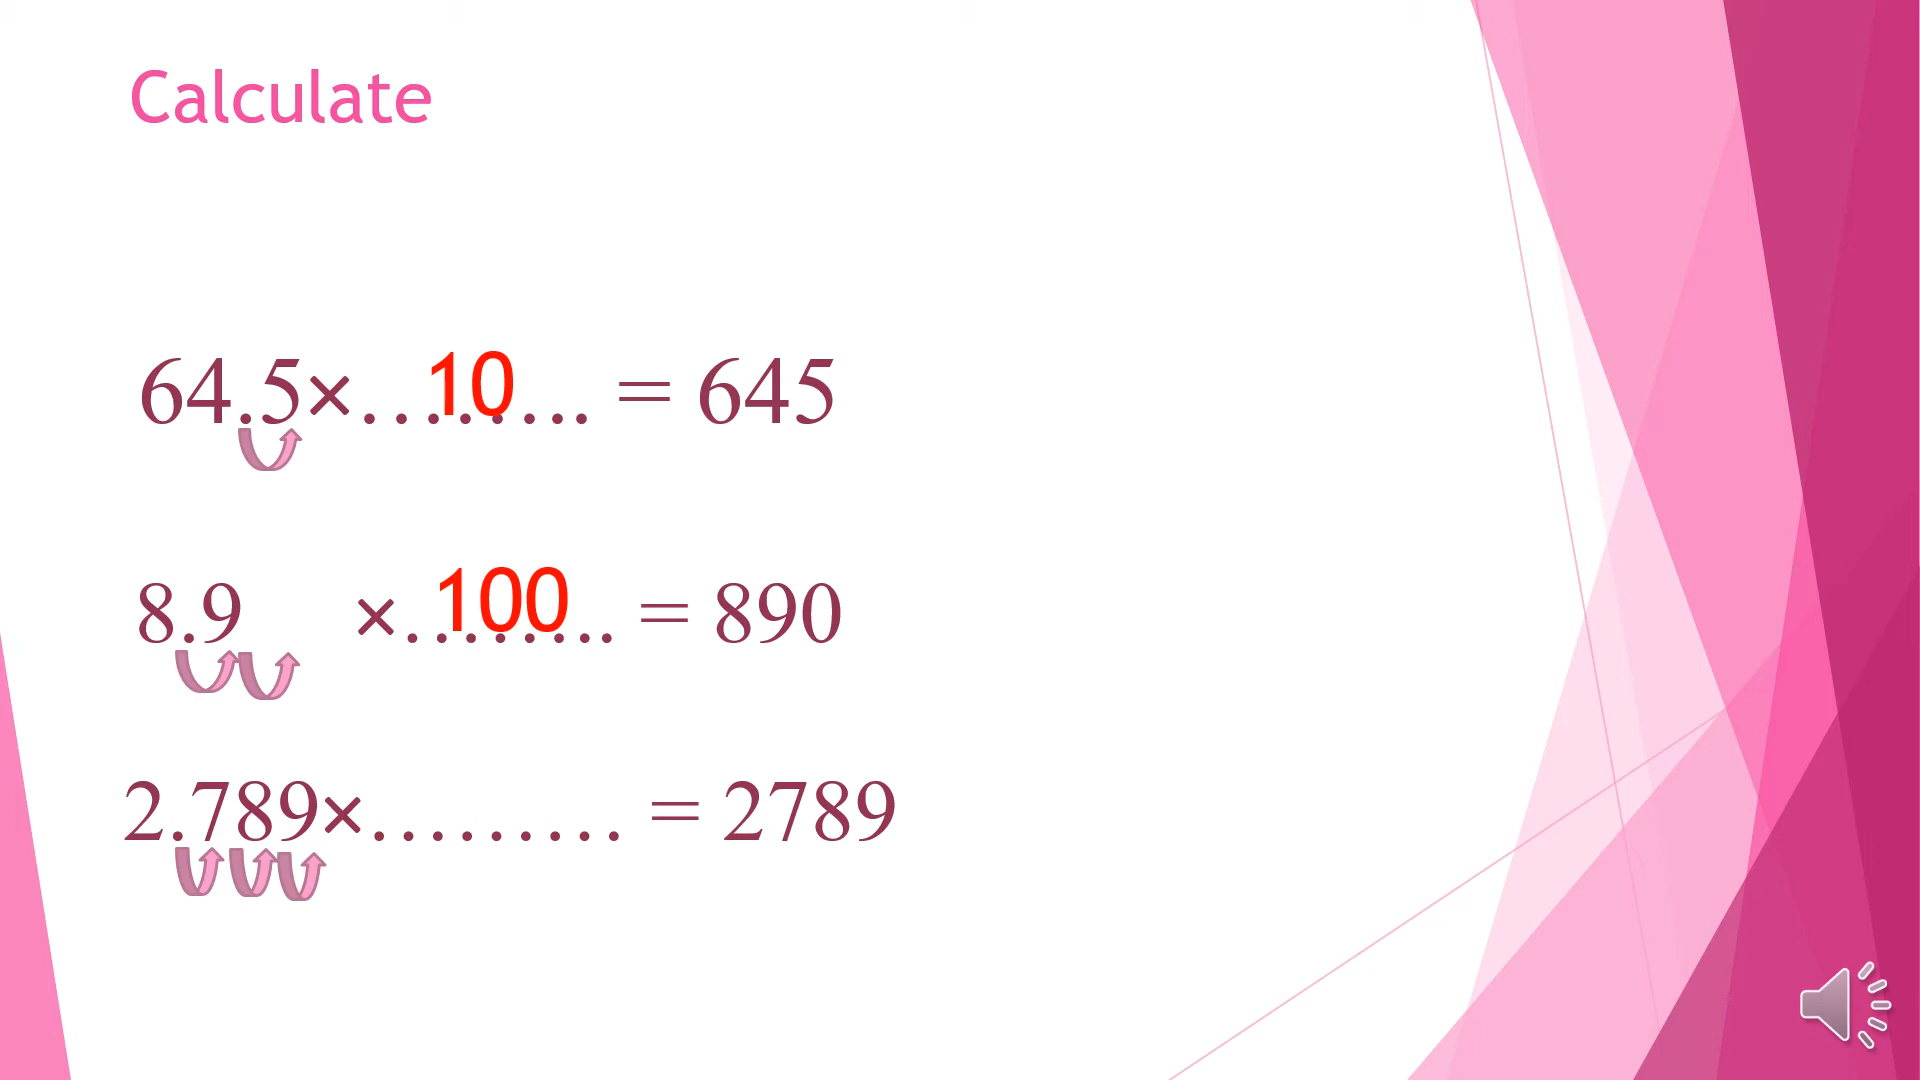 Calculate
64.5×...10...... = 645
8.9 ×...100..... = 890
2.789×......... = 2789